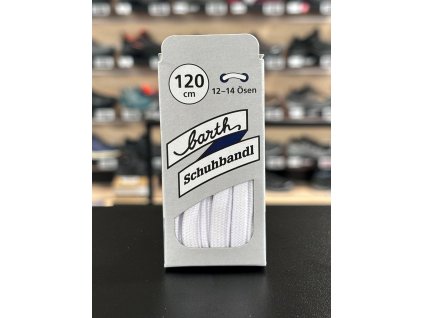 120
cm
12–14 Ösen
barth
Schuhbandl